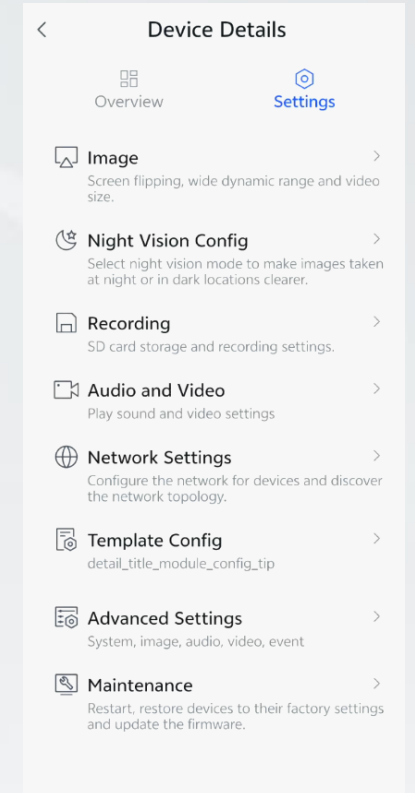 Device Details
Overview
Settings
Image
Screen flipping, wide dynamic range and video
size.
Night Vision Config
Select night vision mode to make images taken
at night or in dark locations clearer.
Recording
SD card storage and recording settings.
Audio and Video
Play sound and video settings
Network Settings
Configure the network for devices and discover
the network topology.
Template Config
detail_title_module_config_tip
Advanced Settings
System, image, audio, video, event
Maintenance
Restart, restore devices to their factory settings
and update the firmware.